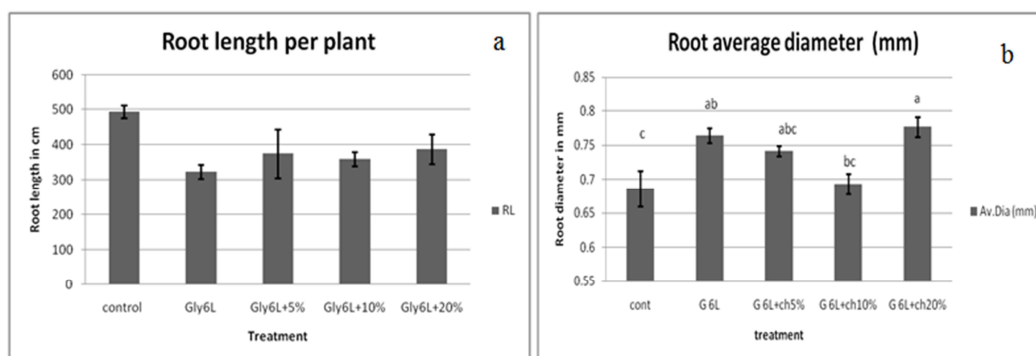 Root length per plant
a
Root length in cm
600
500
400
300
200
100
0
control Gly6L Gly6L+5% Gly6L+10% Gly6L+20%
Treatment
RL
Root average diameter (mm)
b
Root diameter in mm
0.85
0.8
0.75
0.7
0.65
0.6
0.55
c ab abc bc a
cont G 6L G 6L+ch5% G 6L+ch10% G 6L+ch20%
treatment
Av.Dia (mm)